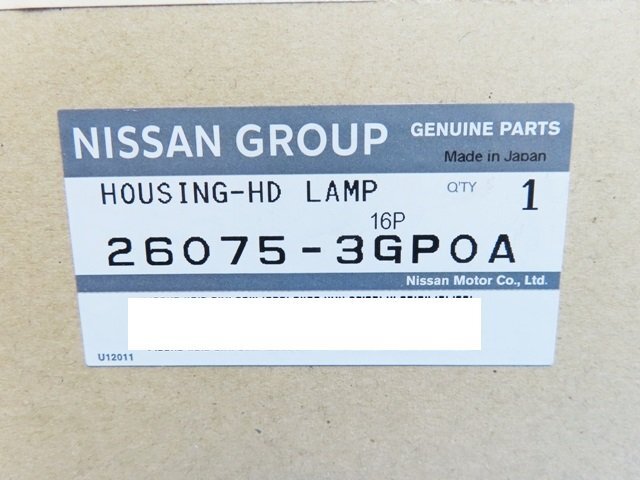 NISSAN GROUP GENUINE PARTS
Made in Japan
HOUSING-HD LAMP Q'TY 1
16P
26075-3GP0A
Nissan Motor Co., Ltd.
U12011